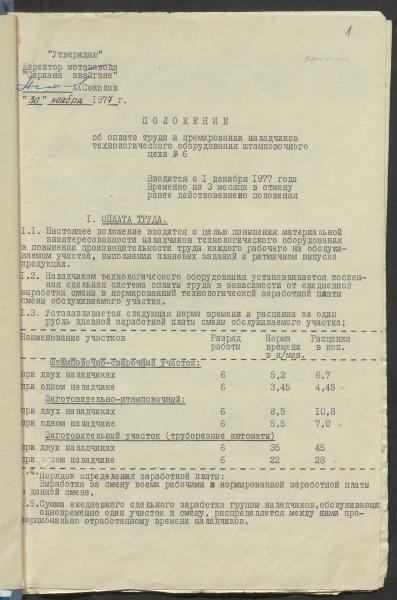 1
"Утверждаю"
Директор мотозавода
"Саркана звайгзне"
А.Соколов
"30" ноября 1977 г.
ПОЛОЖЕНИЕ
об оплате труда и премировании наладчиков
технологического оборудования штамповочного
цеха № 6
Вводится с I декабря 1977 года
Временно на 3 месяца в отмену
ранее действовавшего положения
I. ОПЛАТА ТРУДА.
I.I. Настоящее положение вводится с целью повышения материальной
заинтересованности наладчиков технологического оборудования
в повышении производительности труда каждого рабочего на обслужи-
ваемом участке, выполнения плановых заданий и ритмичном выпуске
продукции.
I.2. Наладчикам технологического оборудования устанавливается косвен-
ная сдельная система оплаты труда в зависимости от ежедневной
выработки смены в нормированной технологической заработной платы
смены обслуживаемого участка.
I.3. Устанавливается следующая норма времени и расценка за один
рубль дневной заработной платы смены обслуживаемого участка:
Наименование участков Разряд работы Норма времени в н/мин. Расценка в коп.
Штамповочно-сварочный участок:
при двух наладчиках 6 5,2 6.7
при одном наладчике 6 3,45 4,45
Заготовительно-штамповочный:
при двух наладчиках 6 8,5 10,8
при одном наладчике 6 5,5 7,0
Заготовительный участок (труборезные автоматы)
при двух наладчиках 6 35 45
при одном наладчике 6 22 28
I.4. Порядок определения заработной платы:
Выработка за смену всеми рабочими в нормированной заработной платы
в данной смене.
I.5. Сумма ежедневного сдельного заработка группы наладчиков, обслуживающих
одновременно один участок в смену, распределяется между ними про-
порционально отработанному времени наладчиков.